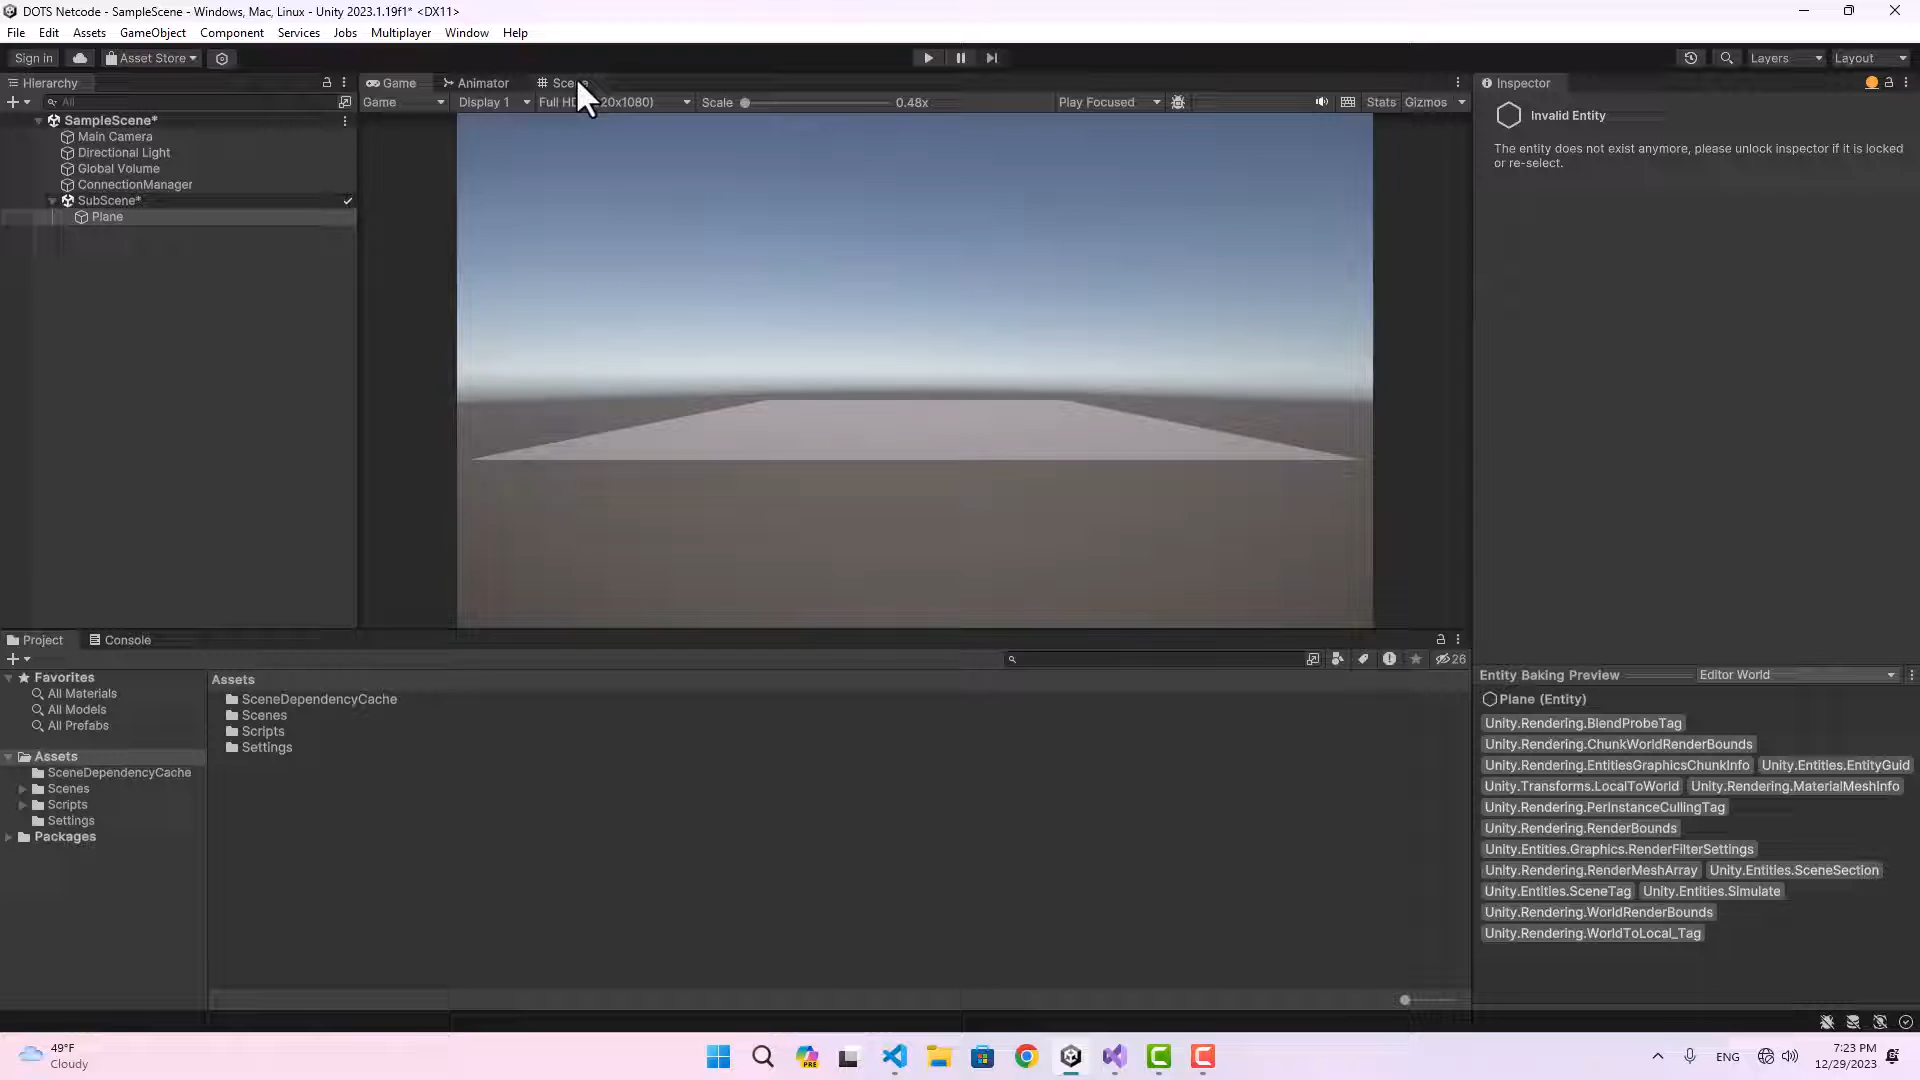 DOTS Netcode - SampleScene - Windows, Mac, Linux - Unity 2023.1.19f1* <DX11>
File Edit Assets GameObject Component Services Jobs Multiplayer Window Help
Sign in Asset Store Layers Layout
Hierarchy Game Animator Inspector
All Game Display 1 Scale 0.48x Play Focused Stats Gizmos
Invalid Entity
The entity does not exist anymore, please unlock inspector if it is locked
or re-select.
SampleScene*
Main Camera
Directional Light
Global Volume
ConnectionManager
SubScene*
Plane
Project Console
26
Favorites
All Materials
All Models
All Prefabs
Assets
SceneDependencyCache
Scenes
Scripts
Settings
Packages
Assets
SceneDependencyCache
Scenes
Scripts
Settings
Entity Baking Preview Editor World
Plane (Entity)
Unity.Rendering.BlendProbeTag
Unity.Rendering.ChunkWorldRenderBounds
Unity.Rendering.EntitiesGraphicsChunkInfo Unity.Entities.EntityGuid
Unity.Transforms.LocalToWorld Unity.Rendering.MaterialMeshInfo
Unity.Rendering.PerInstanceCullingTag
Unity.Rendering.RenderBounds
Unity.Entities.Graphics.RenderFilterSettings
Unity.Rendering.RenderMeshArray Unity.Entities.SceneSection
Unity.Entities.SceneTag Unity.Entities.Simulate
Unity.Rendering.WorldRenderBounds
Unity.Rendering.WorldToLocal_Tag
49°F
Cloudy
PRE
ENG
7:23 PM
12/29/2023